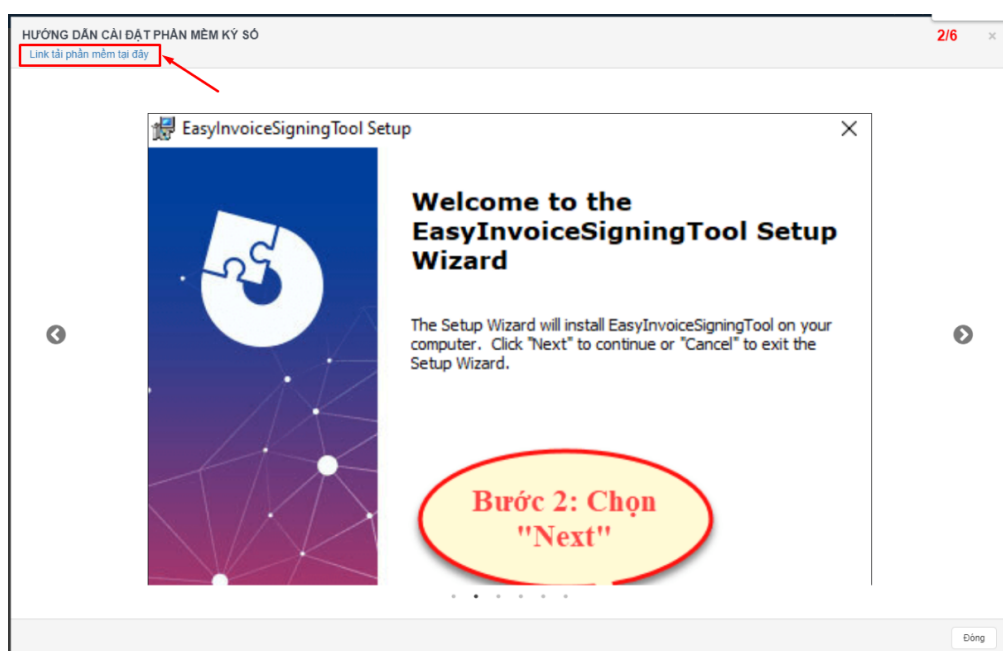 HƯỚNG DẪN CÀI ĐẶT PHẦN MỀM KÝ SỐ
2/6
Link tải phần mềm tại đây
EasyInvoiceSigningTool Setup
Welcome to the
EasyInvoiceSigningTool Setup
Wizard
The Setup Wizard will install EasyInvoiceSigningTool on your
computer. Click "Next" to continue or "Cancel" to exit the
Setup Wizard.
Bước 2: Chọn
"Next"
Đóng